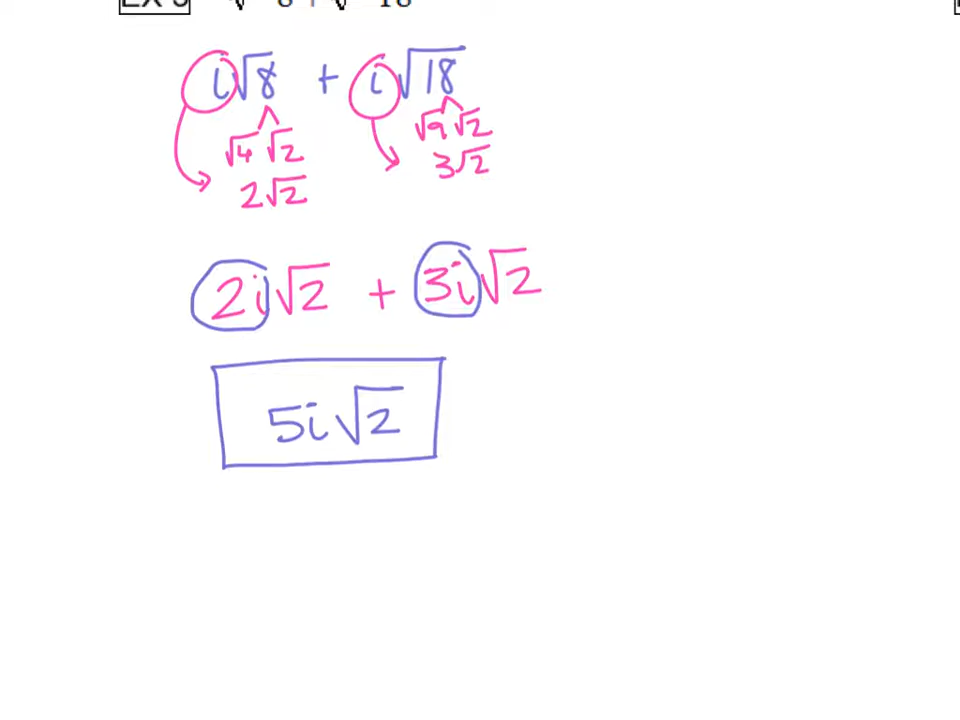 i√8 + i√18
√4 √2 √9 √2
2√2 3√2
2i√2 + 3i√2
5i√2